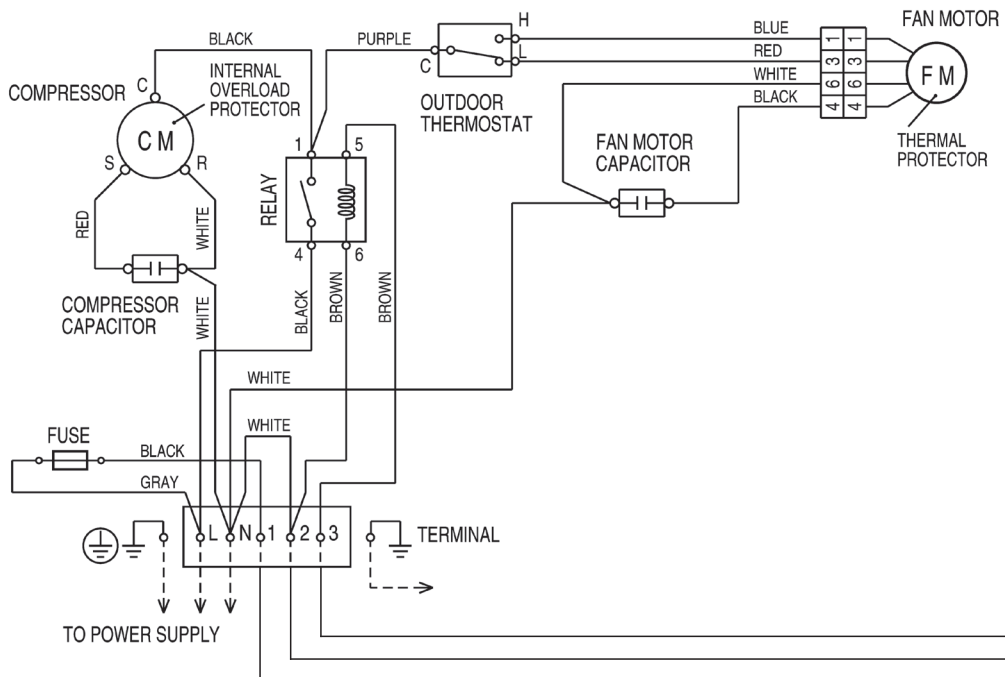 BLACK
PURPLE
H
BLUE
FAN MOTOR
C
INTERNAL
OVERLOAD
PROTECTOR
COMPRESSOR
L
RED
1
1
C
3
3
WHITE
6
6
F M
BLACK
4
4
OUTDOOR
THERMOSTAT
THERMAL
PROTECTOR
C M
1
5
FAN MOTOR
CAPACITOR
S
R
RELAY
RED
WHITE
4
6
COMPRESSOR
CAPACITOR
WHITE
BLACK
BROWN
BROWN
WHITE
WHITE
FUSE
BLACK
GRAY
L
N
1
2
3
TERMINAL
TO POWER SUPPLY